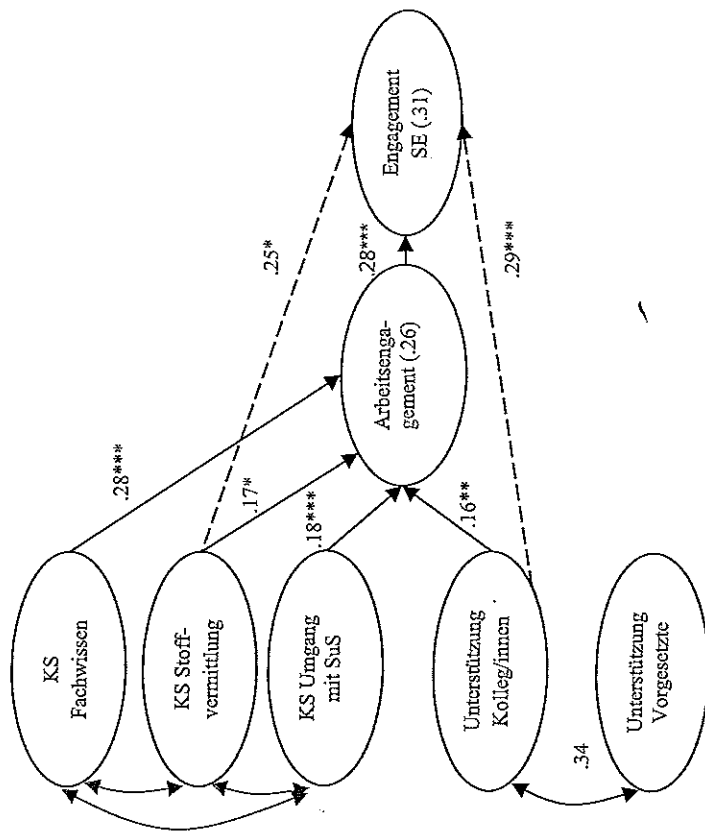 KS
Fachwissen
KS Stoff-
vermittlung
KS Umgang
mit SuS
Unterstützung
Kolleg/innen
Unterstützung
Vorgesetzte
.34
.28***
.17*
.18***
.16**
Arbeitsenga-
gement (.26)
.25*
.28***
.29***
Engagement
SE (.31)